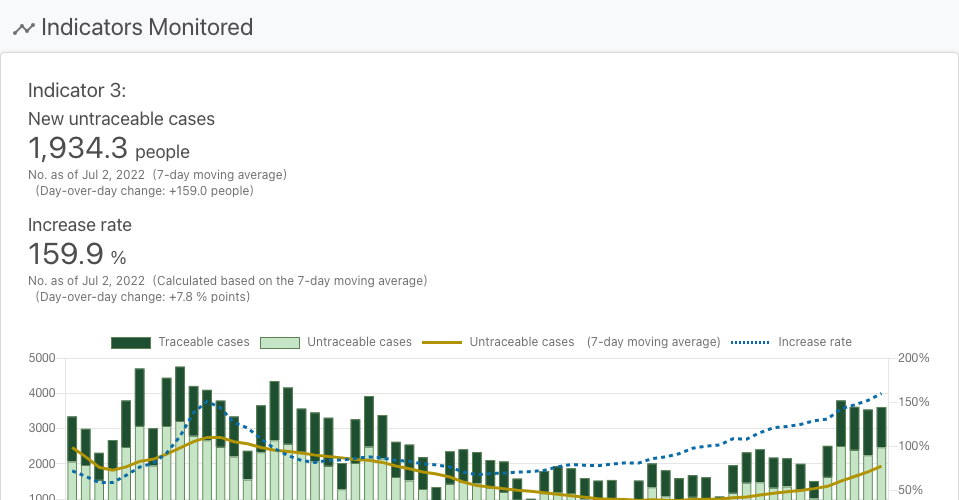 Indicators Monitored
Indicator 3:
New untraceable cases
1,934.3 people
No. as of Jul 2, 2022 (7-day moving average)
(Day-over-day change: +159.0 people)
Increase rate
159.9 %
No. as of Jul 2, 2022 (Calculated based on the 7-day moving average)
(Day-over-day change: +7.8 % points)
Traceable cases Untraceable cases Untraceable cases (7-day moving average) Increase rate
5000 200%
4000 150%
3000 100%
2000
1000 50%